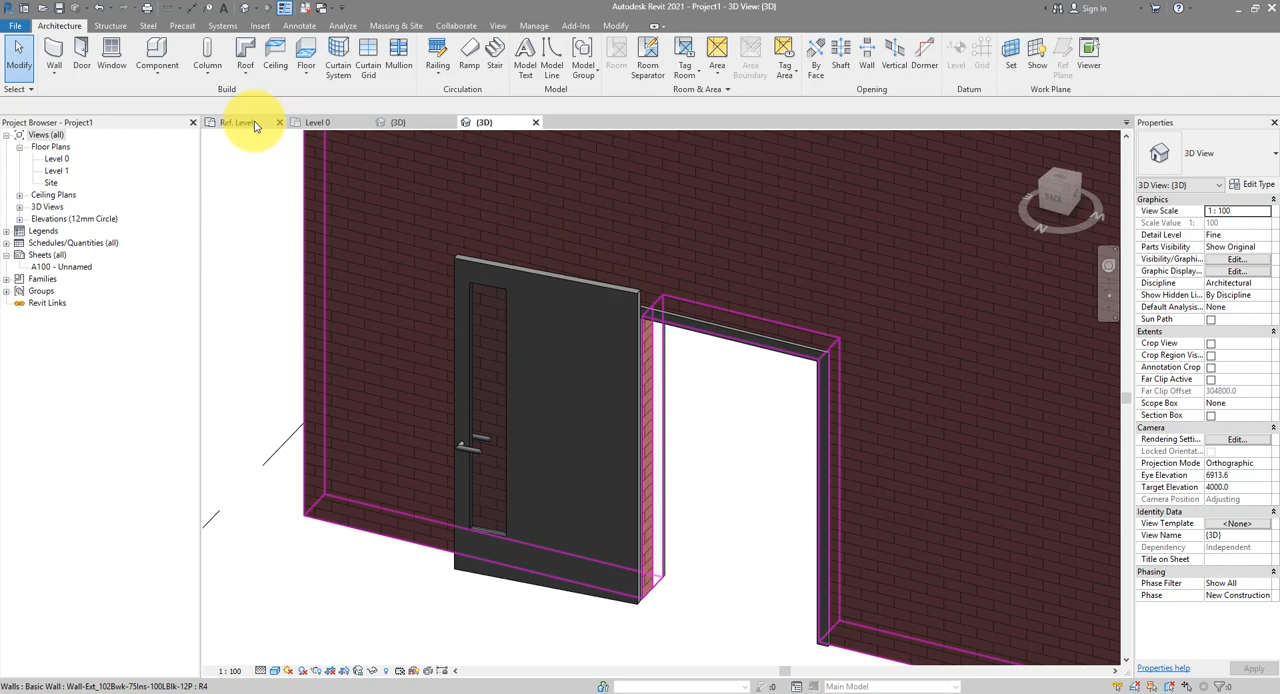 Autodesk Revit 2021 - Project1 - 3D View: {3D}
Sign In
File Architecture Structure Steel Precast Systems Insert Annotate Analyze Massing & Site Collaborate View Manage Add-Ins Modify
Modify Wall Door Window Component Column Roof Ceiling Floor Curtain System Curtain Grid Mullion Railing Ramp Stair Model Text Model Line Model Group Room Room Separator Tag Room Area Area Boundary Tag Area By Face Shaft Wall Vertical Dormer Level Grid Set Show Ref Plane Viewer
Select Build Circulation Model Room & Area Opening Datum Work Plane
Project Browser - Project1
Ref. Level
Level 0
{3D}
{3D}
Properties
Views (all)
Floor Plans
Level 0
Level 1
Site
Ceiling Plans
3D Views
Elevations (12mm Circle)
Legends
Schedules/Quantities (all)
Sheets (all)
A100 - Unnamed
Families
Groups
Revit Links
BACK
N
3D View
3D View: {3D} Edit Type
Graphics
View Scale 1 : 100
Scale Value 1: 100
Detail Level Fine
Parts Visibility Show Original
Visibility/Graphi... Edit...
Graphic Display... Edit...
Discipline Architectural
Show Hidden Li... By Discipline
Default Analysis... None
Sun Path
Extents
Crop View
Crop Region Vis...
Annotation Crop
Far Clip Active
Far Clip Offset 304800.0
Scope Box None
Section Box
Camera
Rendering Setti... Edit...
Locked Orientat...
Projection Mode Orthographic
Eye Elevation 6913.6
Target Elevation 4000.0
Camera Position Adjusting
Identity Data
View Template <None>
View Name {3D}
Dependency Independent
Title on Sheet
Phasing
Phase Filter Show All
Phase New Construction
Properties help Apply
1 : 100
Walls : Basic Wall : Wall-Ext_102Bwk-75Ins-100LBlk-12P : R4
:0
Main Model
:0